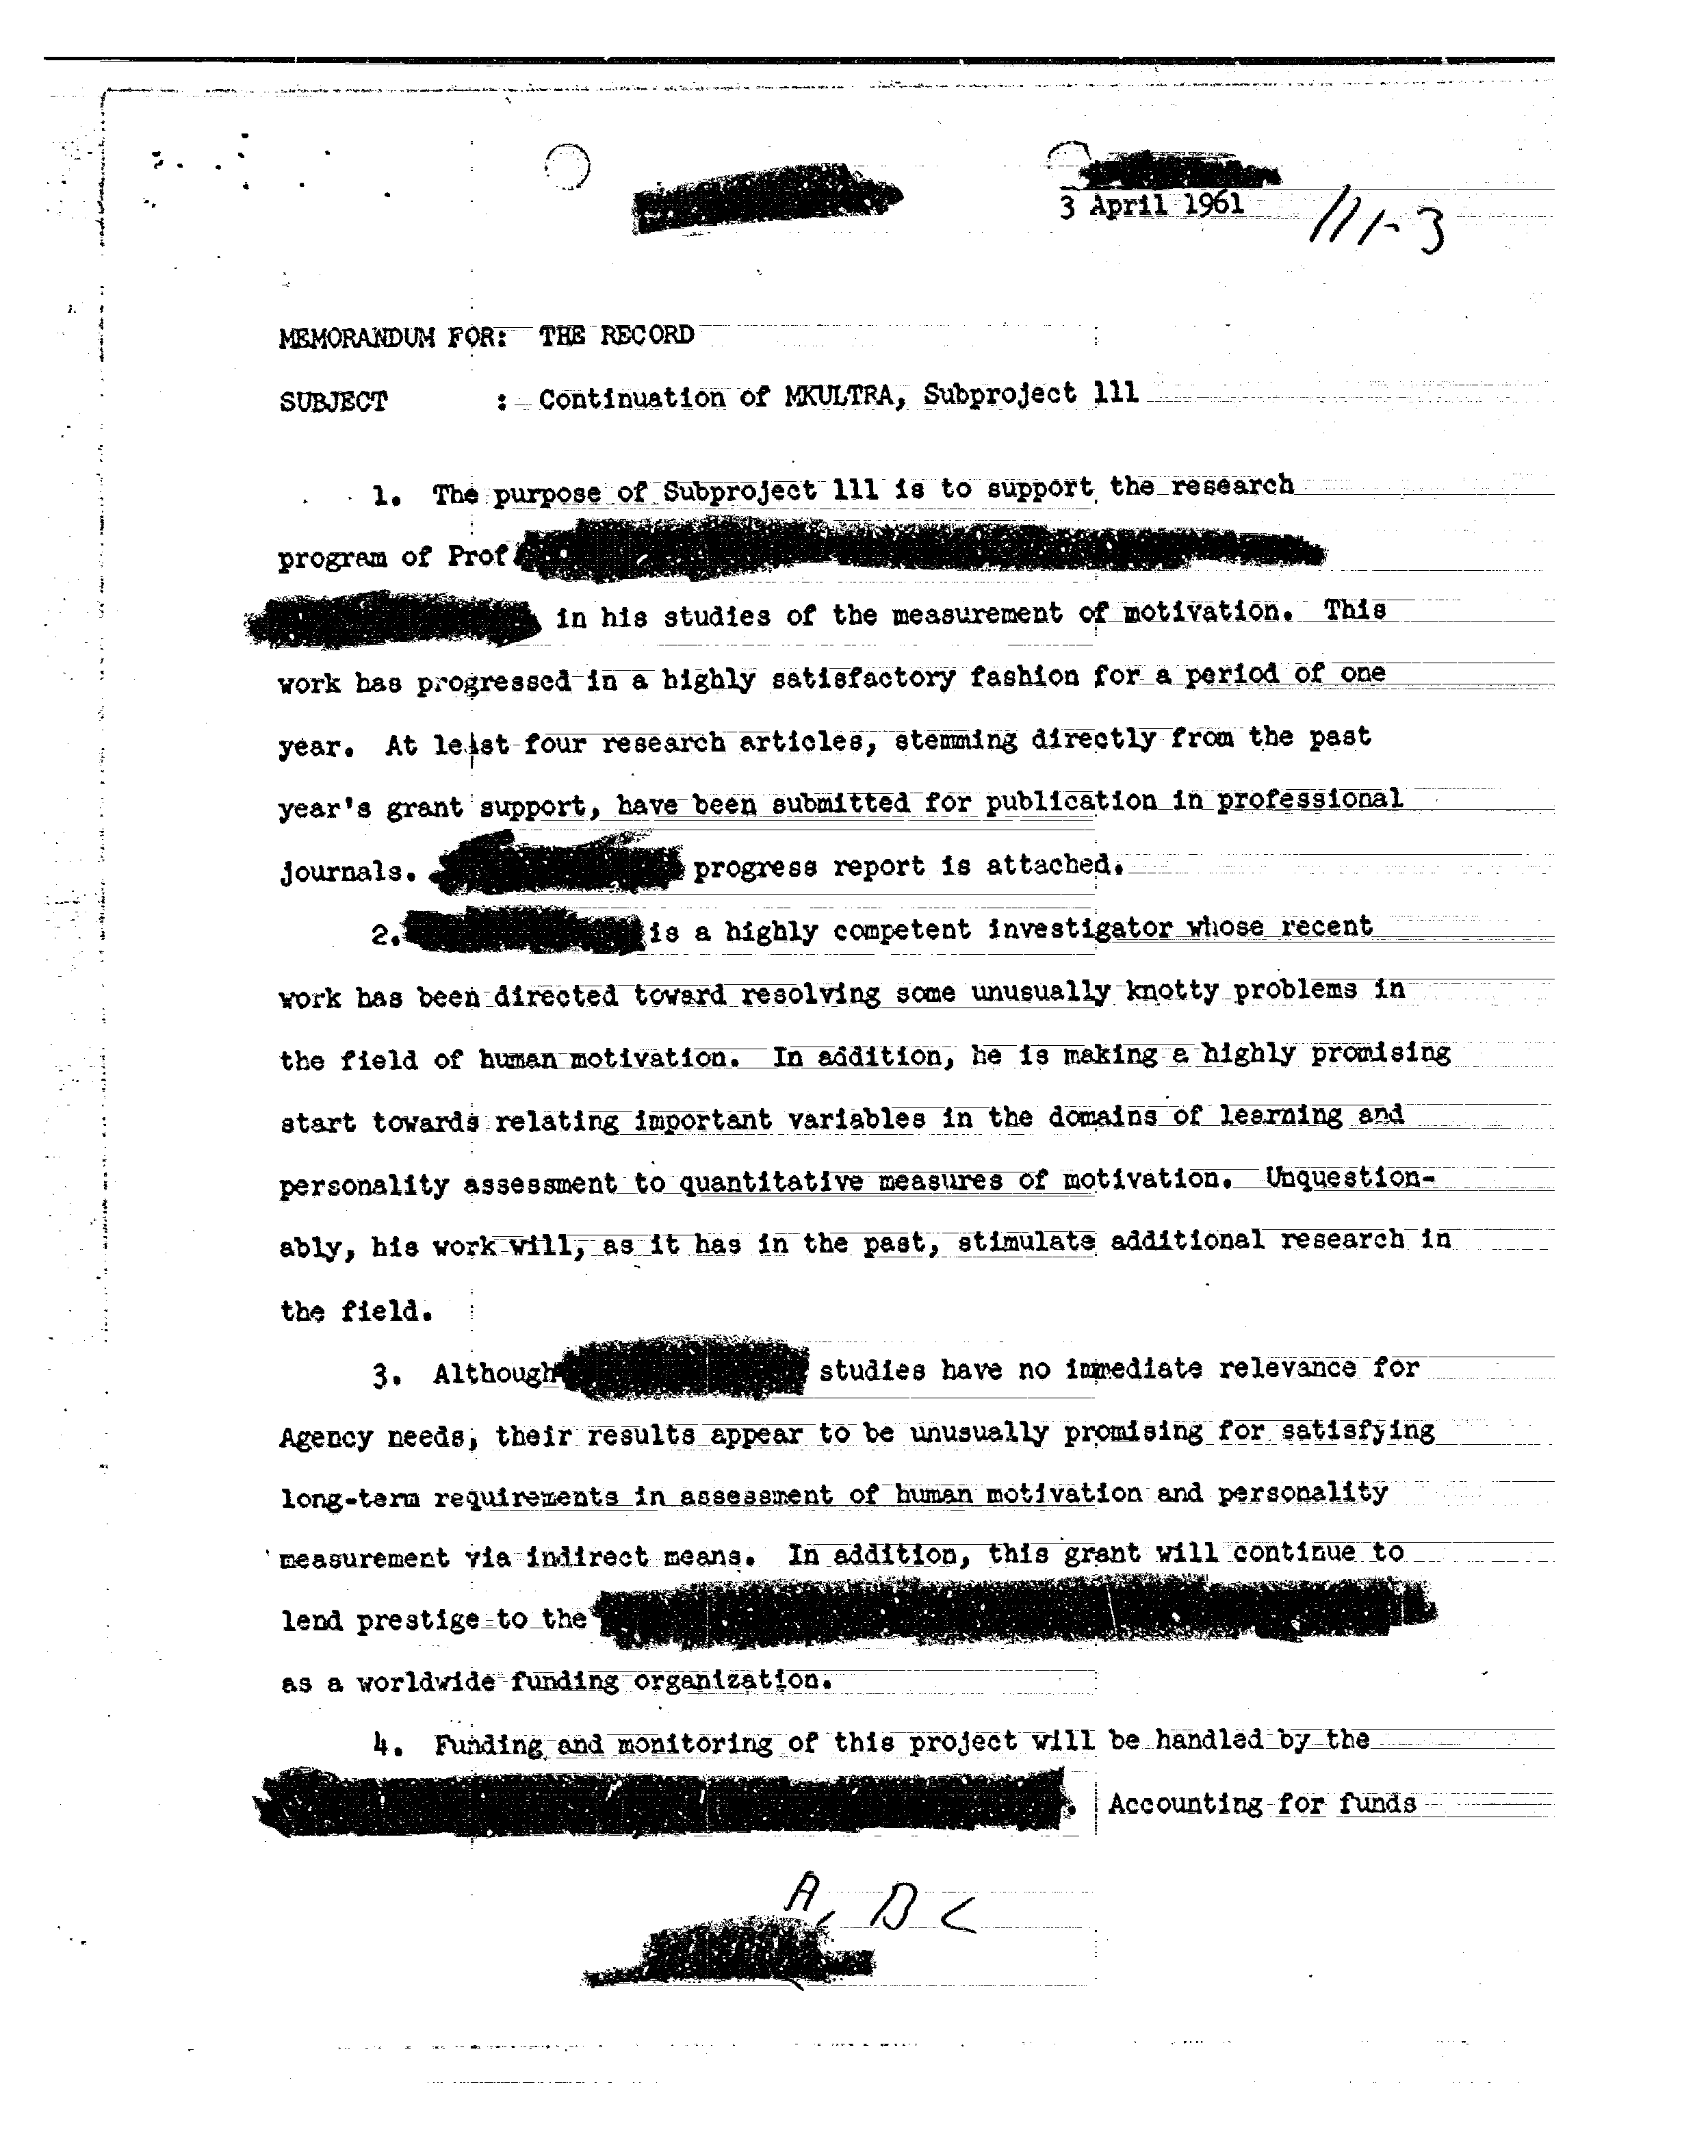 3 April 1961
111-3
MEMORANDUM FOR: THE RECORD
SUBJECT : Continuation of MKULTRA, Subproject 111
1. The purpose of Subproject 111 is to support the research
program of Prof
in his studies of the measurement of motivation. This
work has progressed in a highly satisfactory fashion for a period of one
year. At least four research articles, stemming directly from the past
year's grant support, have been submitted for publication in professional
journals. progress report is attached.
2. is a highly competent investigator whose recent
work has been directed toward resolving some unusually knotty problems in
the field of human motivation. In addition, he is making a highly promising
start towards relating important variables in the domains of learning and
personality assessment to quantitative measures of motivation. Unquestion-
ably, his work will, as it has in the past, stimulate additional research in
the field.
3. Although studies have no immediate relevance for
Agency needs, their results appear to be unusually promising for satisfying
long-term requirements in assessment of human motivation and personality
measurement via indirect means. In addition, this grant will continue to
lend prestige to the
as a worldwide funding organization.
4. Funding and monitoring of this project will be handled by the
. Accounting for funds
A, B C